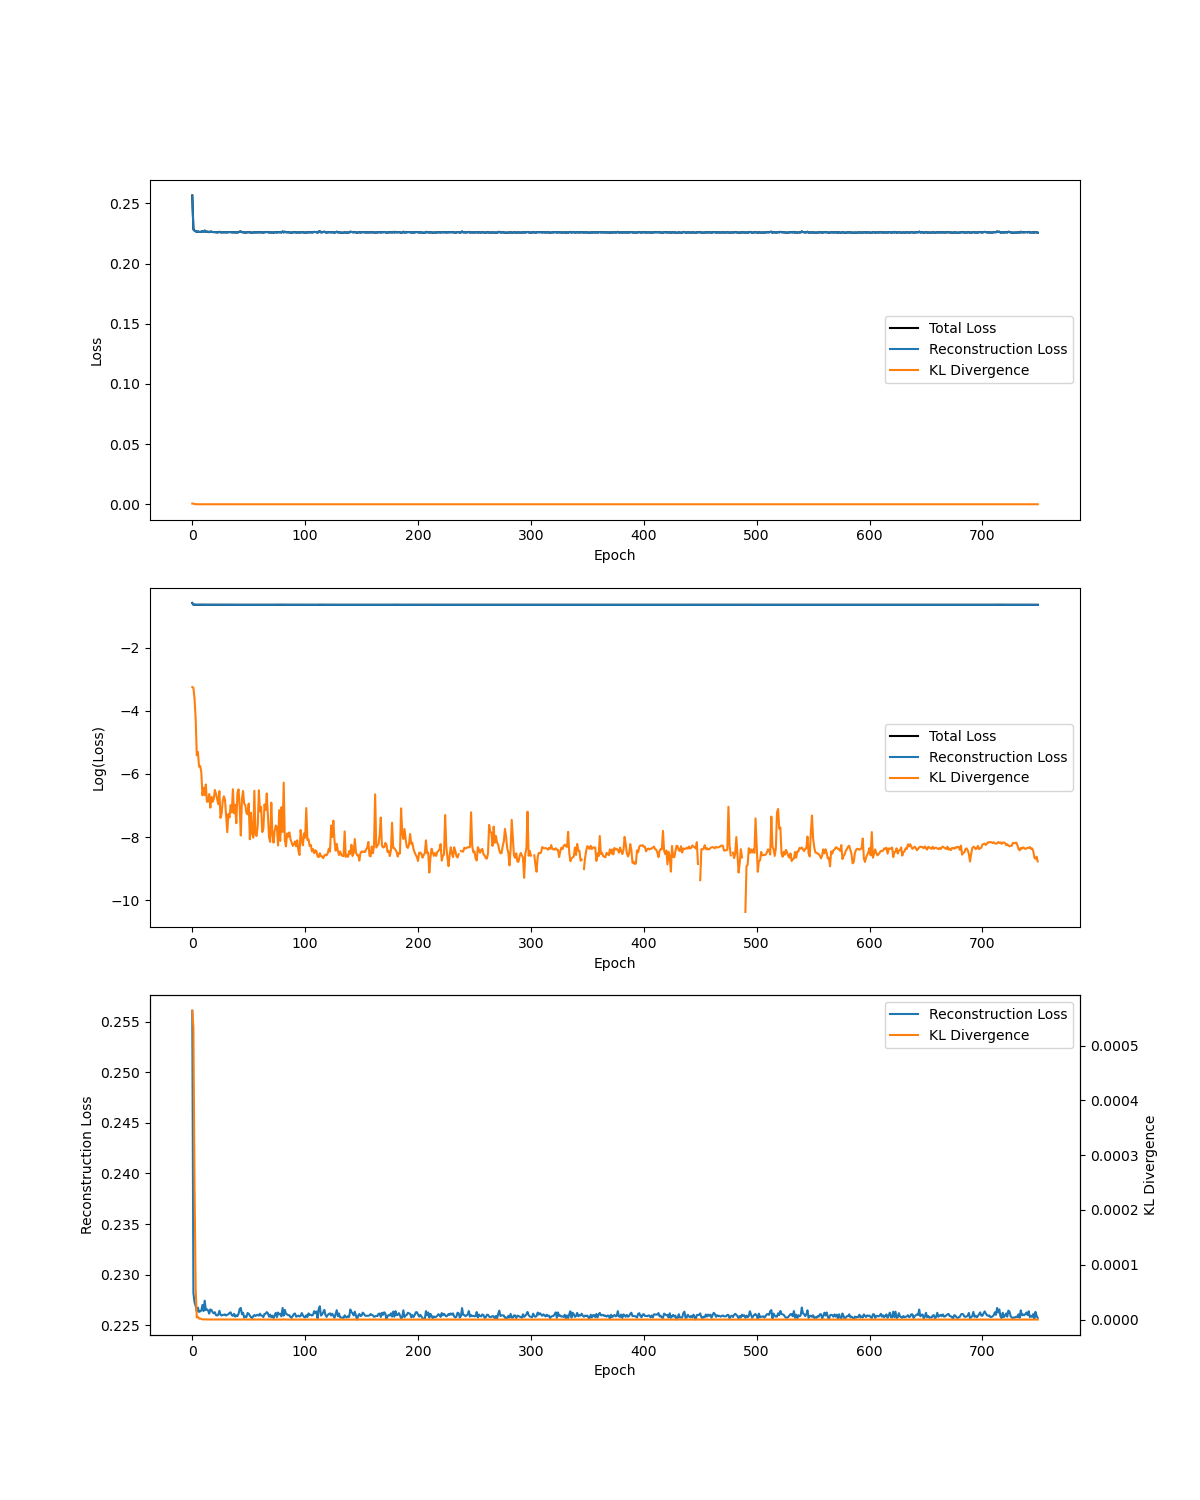 0.25
0.20
0.15
0.10
0.05
0.00
Loss
Total Loss
Reconstruction Loss
KL Divergence
0 100 200 300 400 500 600 700
Epoch
−2
−4
−6
−8
−10
Log(Loss)
Total Loss
Reconstruction Loss
KL Divergence
0 100 200 300 400 500 600 700
Epoch
0.255
0.250
0.245
0.240
0.235
0.230
0.225
Reconstruction Loss
Reconstruction Loss
KL Divergence
0.0005
0.0004
0.0003
0.0002
0.0001
0.0000
KL Divergence
0 100 200 300 400 500 600 700
Epoch